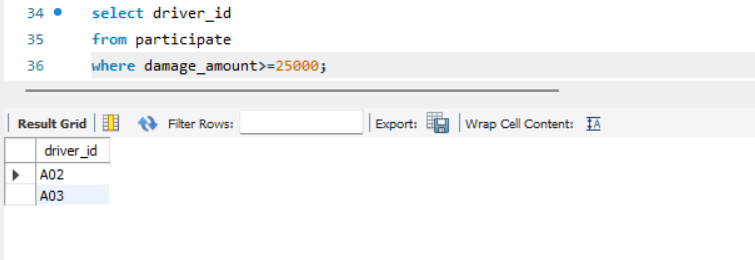 34 select driver_id
35 from participate
36 where damage_amount>=25000;
Result Grid Filter Rows: Export: Wrap Cell Content:
driver_id
A02
A03